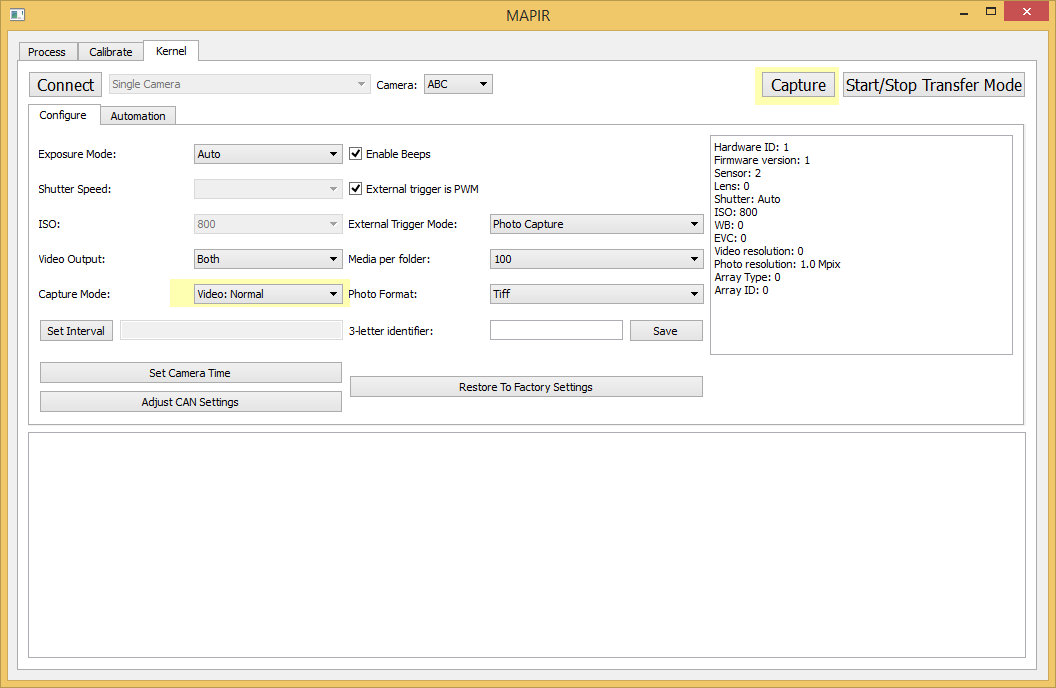 MAPIR
Process Calibrate Kernel
Connect Single Camera Camera: ABC Capture Start/Stop Transfer Mode
Configure Automation
Exposure Mode: Auto Enable Beeps
Shutter Speed: External trigger is PWM
ISO: 800 External Trigger Mode: Photo Capture
Video Output: Both Media per folder: 100
Capture Mode: Video: Normal Photo Format: Tiff
Set Interval 3-letter identifier: Save
Set Camera Time
Restore To Factory Settings
Adjust CAN Settings
Hardware ID: 1
Firmware version: 1
Sensor: 2
Lens: 0
Shutter: Auto
ISO: 800
WB: 0
EVC: 0
Video resolution: 0
Photo resolution: 1.0 Mpix
Array Type: 0
Array ID: 0